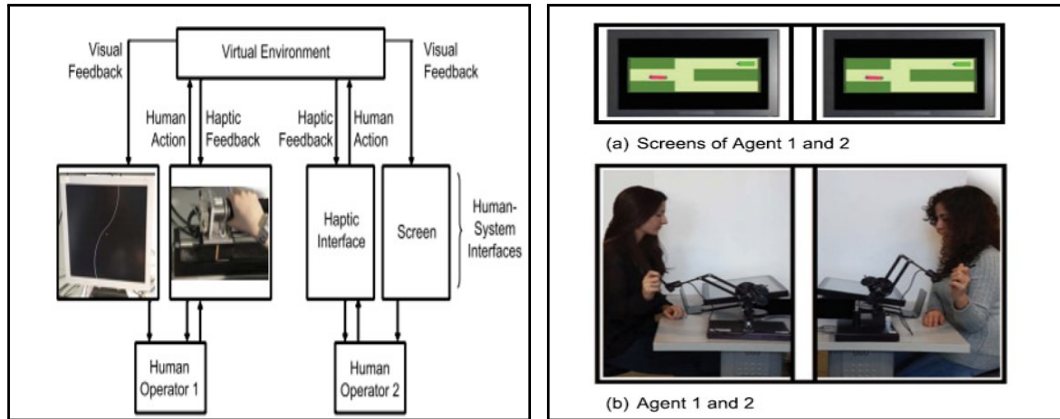 Virtual Environment
Visual
Feedback
Visual
Feedback
Human
Action
Haptic
Feedback
Haptic
Feedback
Human
Action
Haptic
Interface
Screen
Human-
System
Interfaces
Human
Operator 1
Human
Operator 2
(a) Screens of Agent 1 and 2
(b) Agent 1 and 2